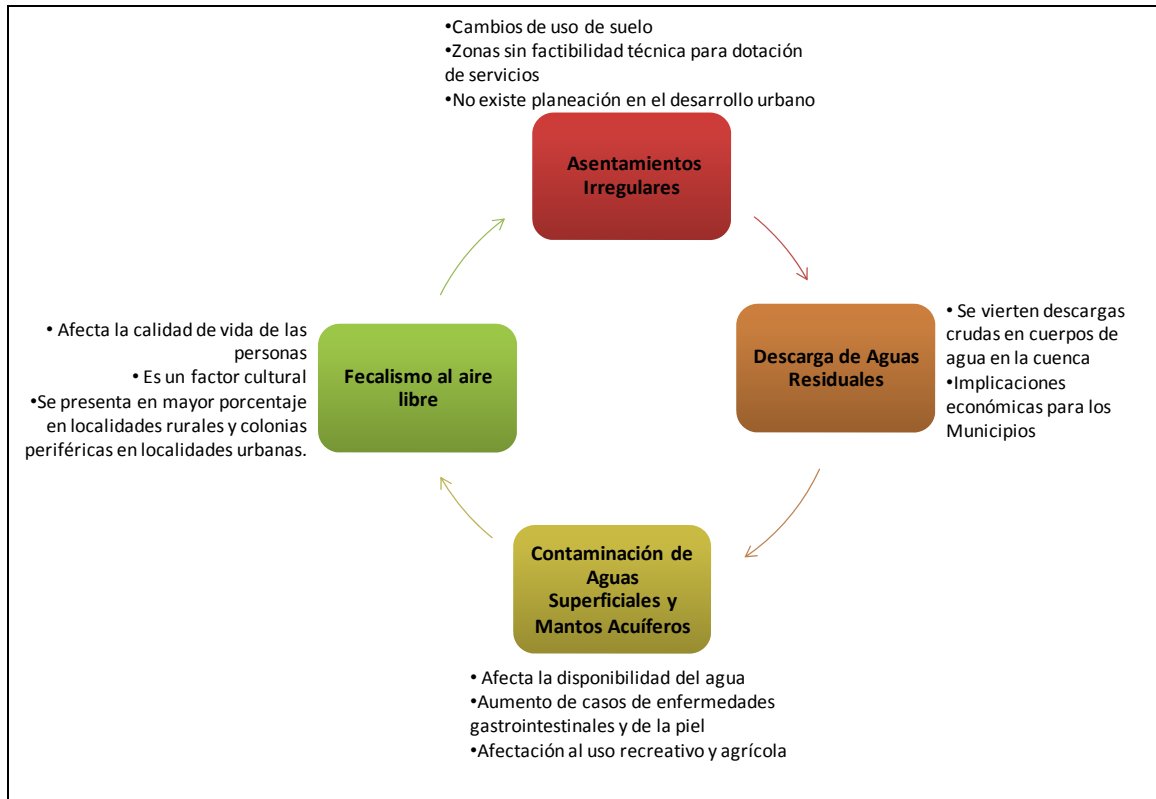 •Cambios de uso de suelo
•Zonas sin factibilidad técnica para dotación
de servicios
•No existe planeación en el desarrollo urbano
Asentamientos
Irregulares
• Se vierten descargas
crudas en cuerpos de
agua en la cuenca
•Implicaciones
económicas para los
Municipios
Descarga de Aguas
Residuales
Contaminación de
Aguas
Superficiales y
Mantos Acuíferos
• Afecta la disponibilidad del agua
•Aumento de casos de enfermedades
gastrointestinales y de la piel
•Afectación al uso recreativo y agrícola
• Afecta la calidad de vida de las
personas
• Es un factor cultural
•Se presenta en mayor porcentaje
en localidades rurales y colonias
periféricas en localidades urbanas.
Fecalismo al aire
libre